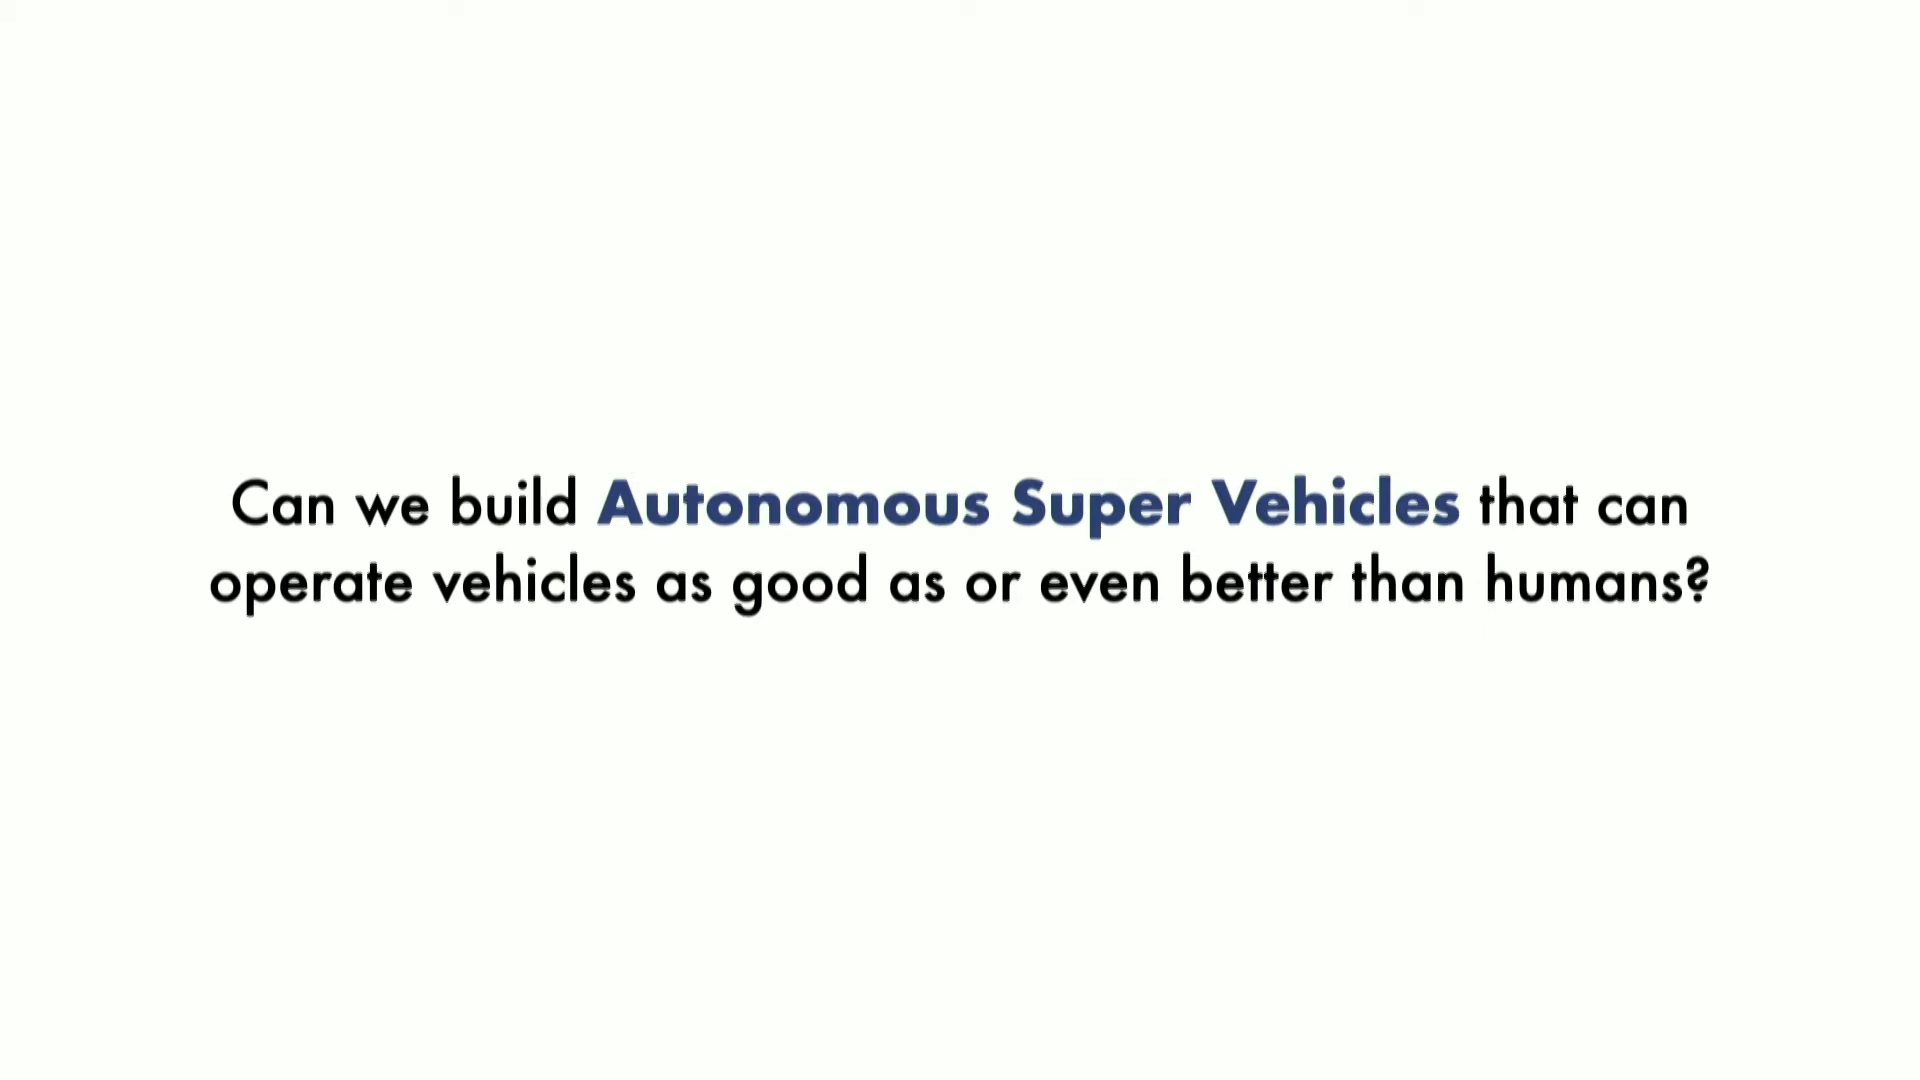 Can we build Autonomous Super Vehicles that can
operate vehicles as good as or even better than humans?